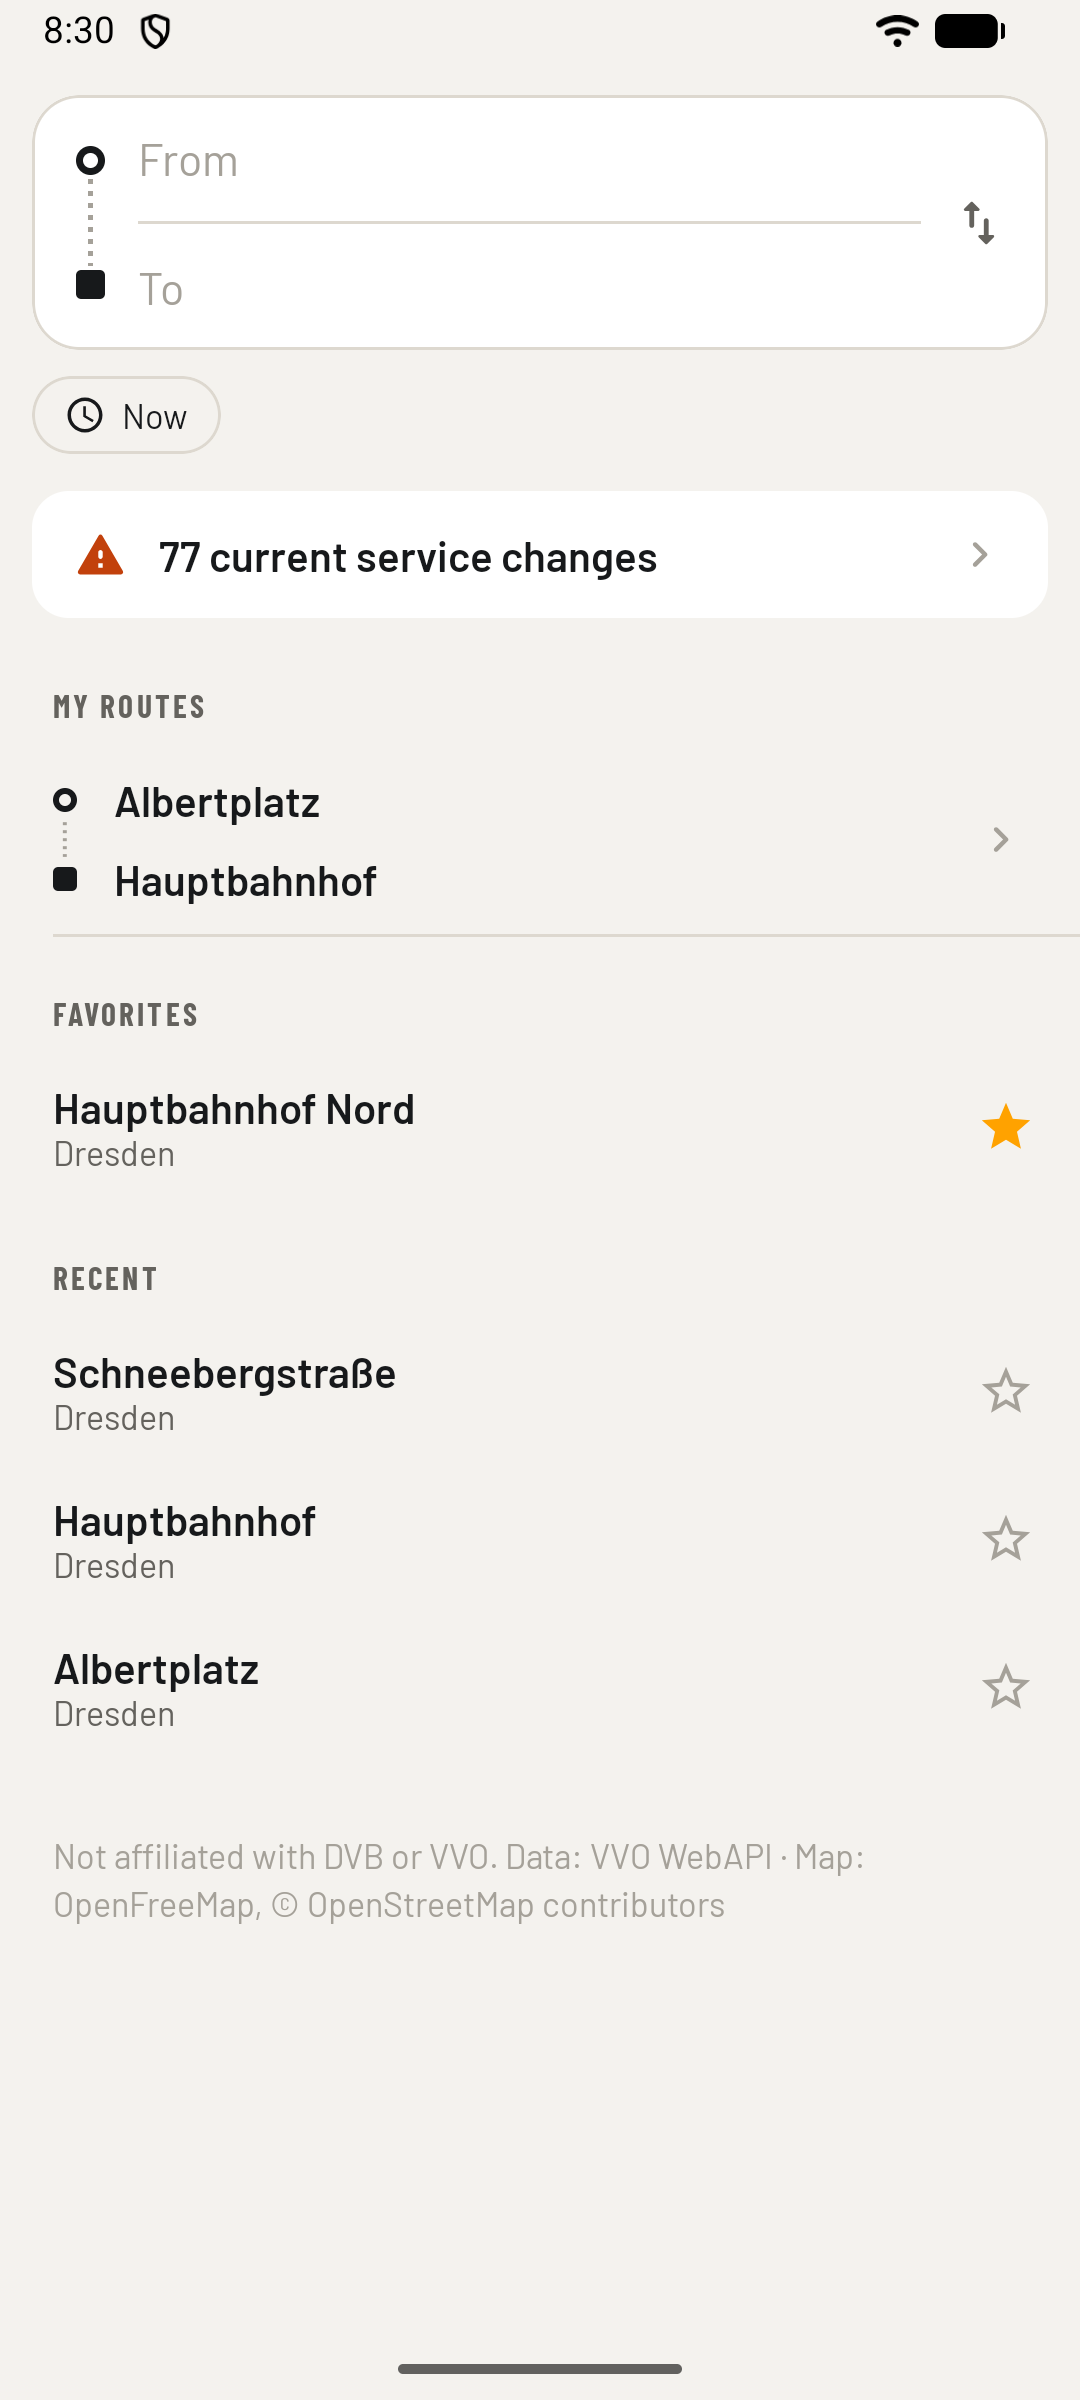 8:30
From
To
Now
77 current service changes
MY ROUTES
Albertplatz
Hauptbahnhof
FAVORITES
Hauptbahnhof Nord
Dresden
RECENT
Schneebergstraße
Dresden
Hauptbahnhof
Dresden
Albertplatz
Dresden
Not affiliated with DVB or VVO. Data: VVO WebAPI · Map:
OpenFreeMap, © OpenStreetMap contributors